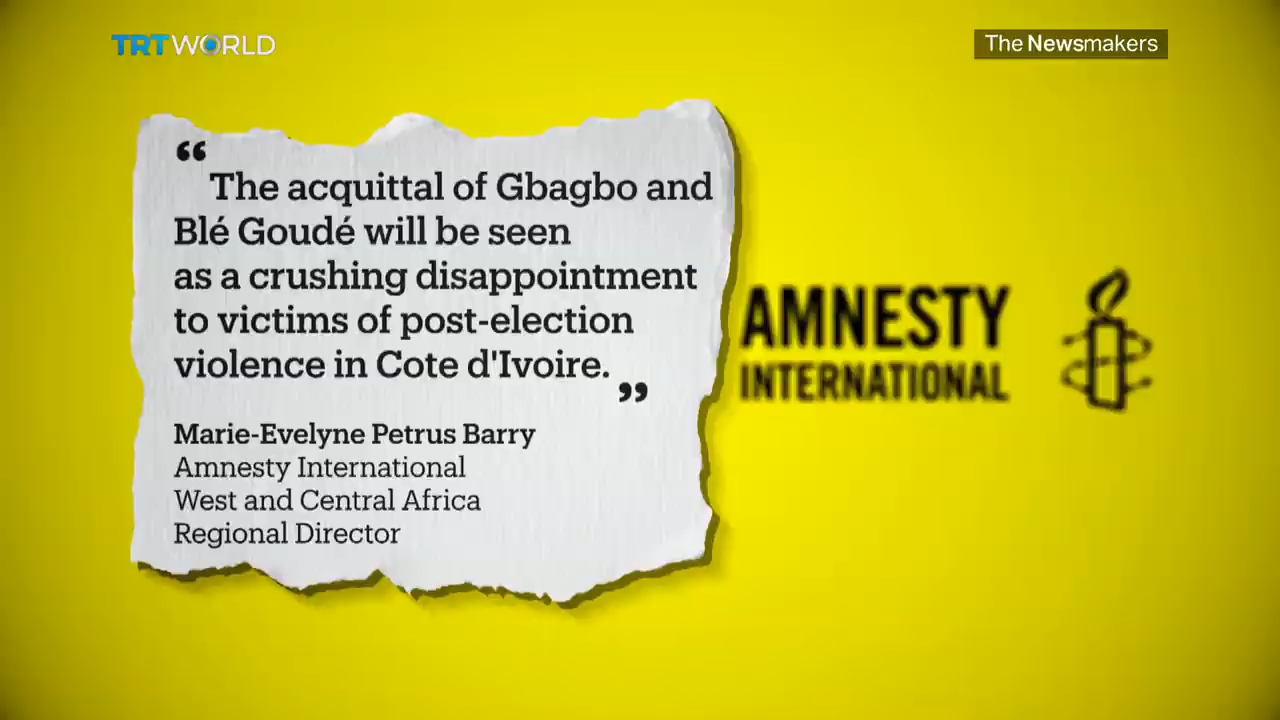 TRT WORLD
The Newsmakers
“
The acquittal of Gbagbo and
Blé Goudé will be seen
as a crushing disappointment
to victims of post-election
violence in Cote d'Ivoire.
”
Marie-Evelyne Petrus Barry
Amnesty International
West and Central Africa
Regional Director
AMNESTY
INTERNATIONAL